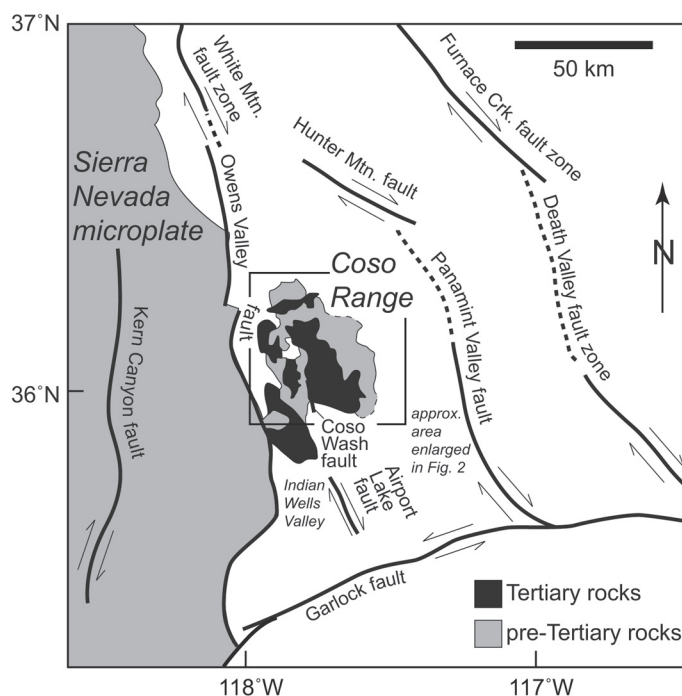 37°N
White Mtn.
fault zone
Furnace Crk. fault zone
50 km
Hunter Mtn. fault
Sierra
Nevada
microplate
Owens Valley
fault
Death Valley fault zone
N
Coso
Range
Panamint Valley fault
Kern Canyon fault
36°N
Coso
Wash
fault
approx.
area
enlarged
in Fig. 2
Airport
Lake
fault
Indian
Wells
Valley
Garlock fault
Tertiary rocks
pre-Tertiary rocks
118°W
117°W